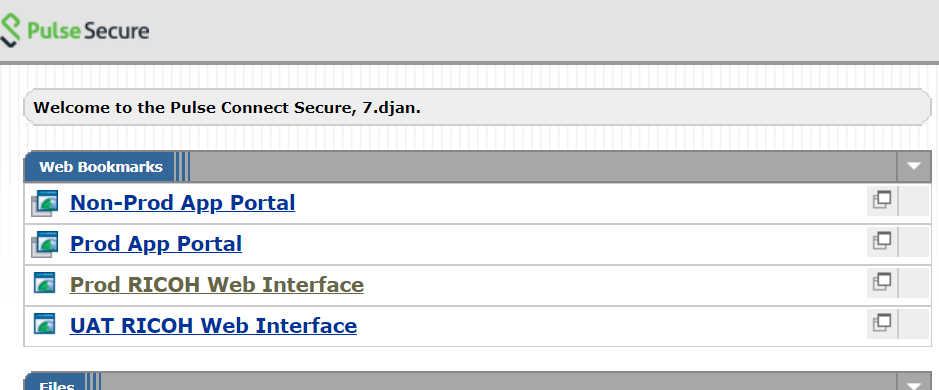 Pulse Secure
Welcome to the Pulse Connect Secure, 7.djan.
Web Bookmarks
Non-Prod App Portal
Prod App Portal
Prod RICOH Web Interface
UAT RICOH Web Interface
Files